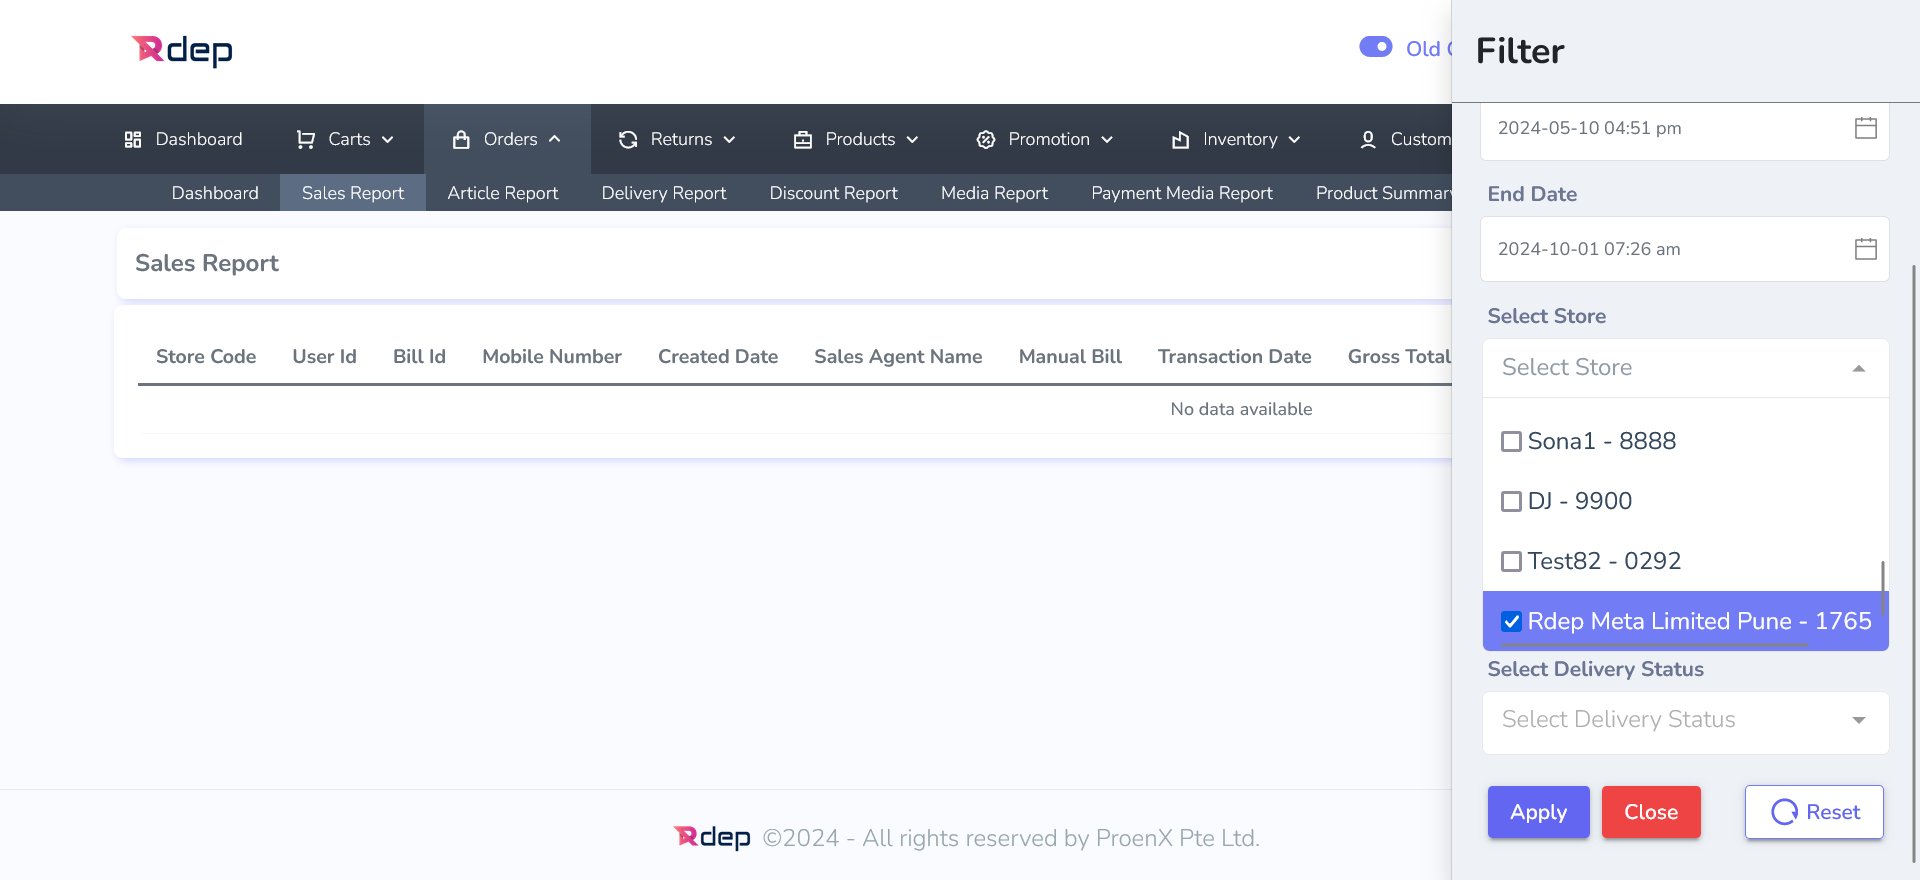 Rdep
Old
Filter
Dashboard Carts Orders Returns Products Promotion Inventory Custom
Dashboard Sales Report Article Report Delivery Report Discount Report Media Report Payment Media Report Product Summary
2024-05-10 04:51 pm
End Date
2024-10-01 07:26 am
Sales Report
Select Store
Select Store
Store Code User Id Bill Id Mobile Number Created Date Sales Agent Name Manual Bill Transaction Date Gross Total
No data available
Sona1 - 8888
DJ - 9900
Test82 - 0292
Rdep Meta Limited Pune - 1765
Select Delivery Status
Select Delivery Status
Apply Close Reset
Rdep ©2024 - All rights reserved by ProenX Pte Ltd.